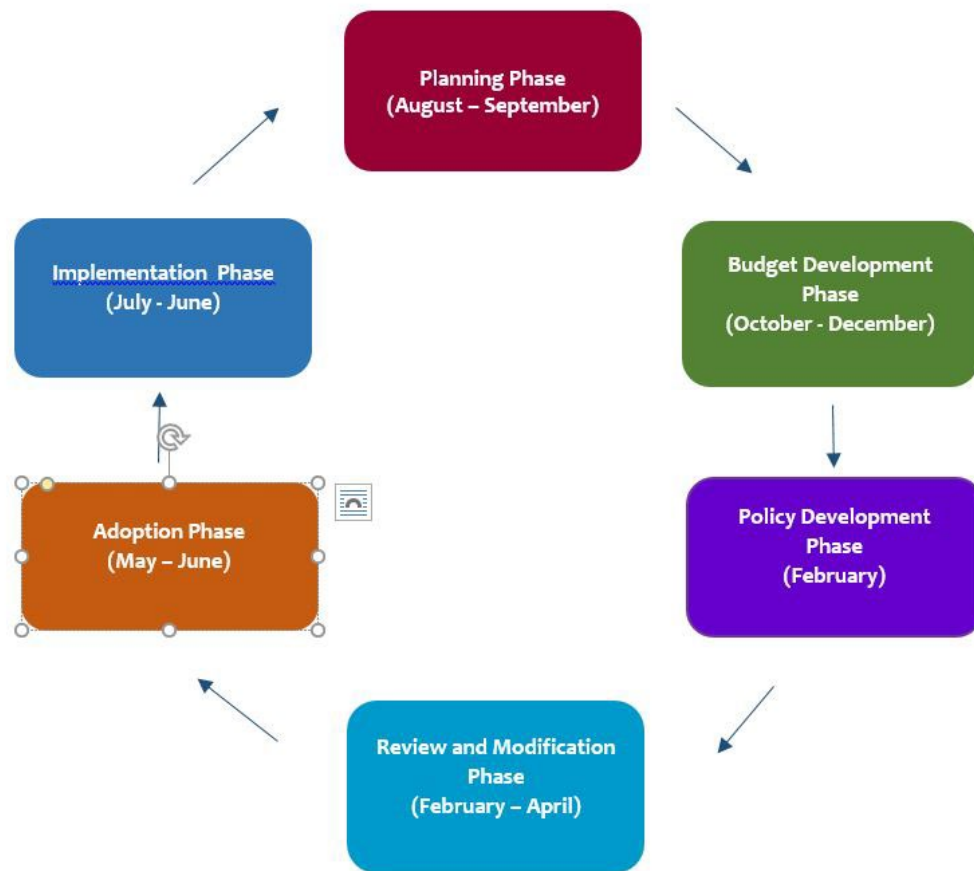 Planning Phase
(August – September)
Budget Development
Phase
(October - December)
Policy Development
Phase
(February)
Review and Modification
Phase
(February – April)
Adoption Phase
(May – June)
Implementation  Phase
(July - June)